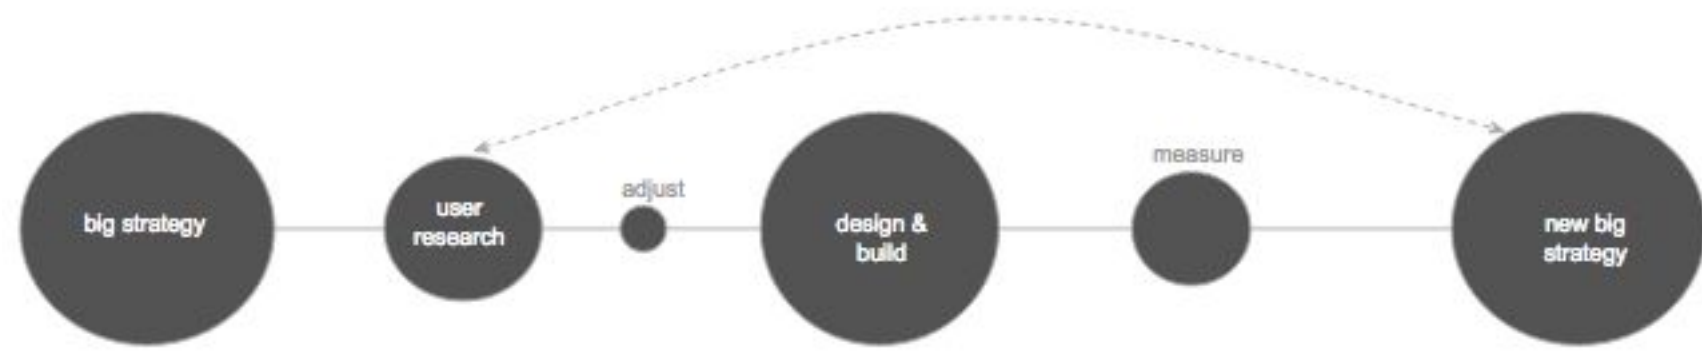 big strategy
user
research
adjust
design &
build
measure
new big
strategy